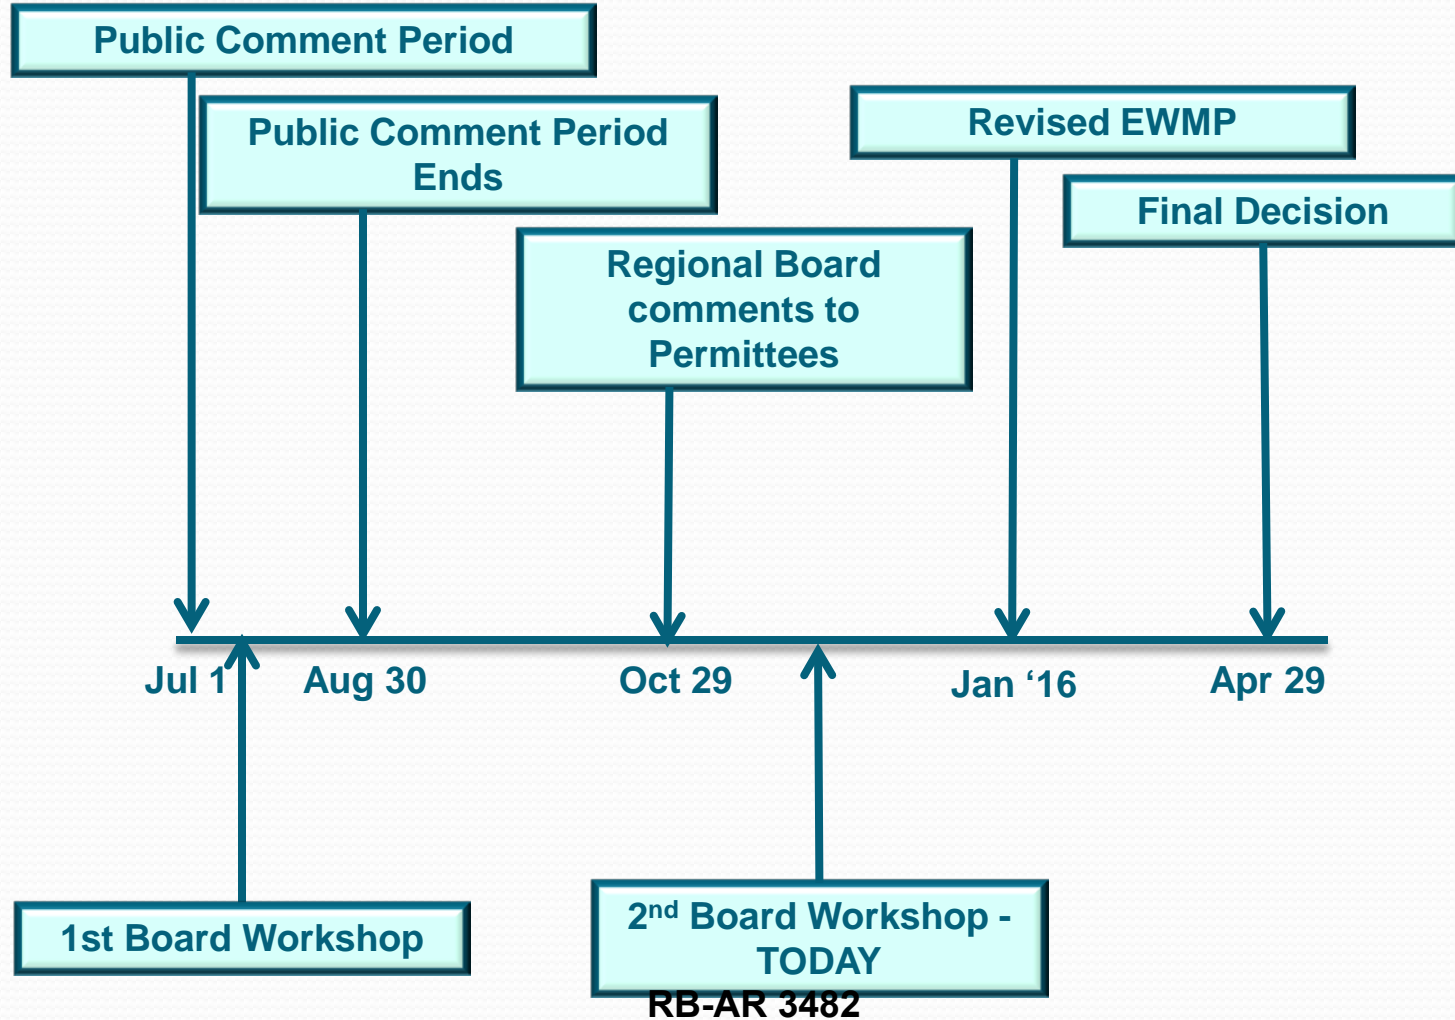 Public Comment Period
Public Comment Period
Ends
Revised EWMP
Final Decision
Regional Board
comments to
Permittees
Jul 1
Aug 30
Oct 29
Jan ‘16
Apr 29
1st Board Workshop
2nd Board Workshop -
TODAY
RB-AR 3482